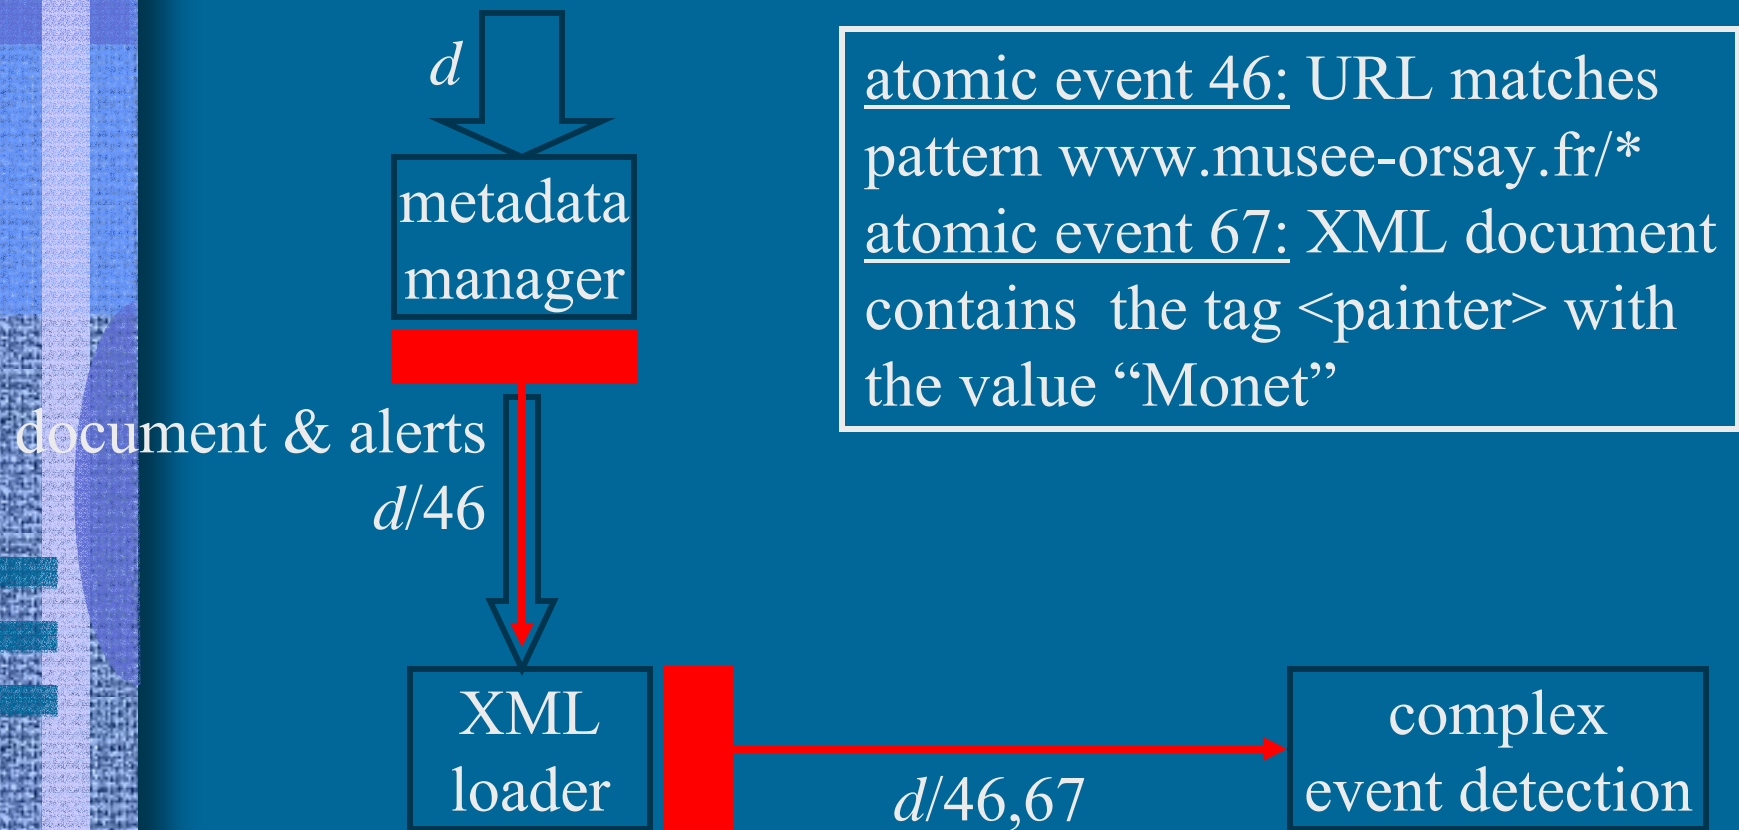 d
metadata
manager
document & alerts
d/46
XML
loader
d/46,67
complex
event detection
atomic event 46: URL matches
pattern www.musee-orsay.fr/*
atomic event 67: XML document
contains the tag <painter> with
the value “Monet”